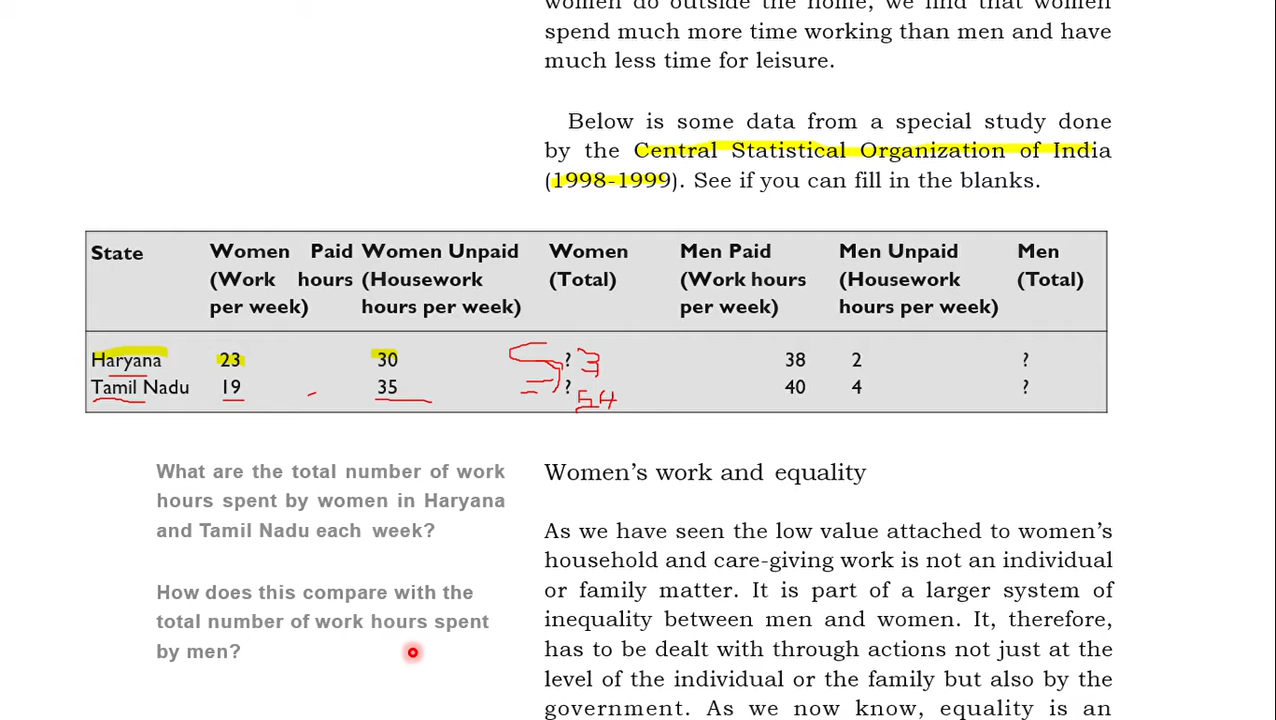 women do outside the home, we find that women
spend much more time working than men and have
much less time for leisure.
Below is some data from a special study done
by the Central Statistical Organization of India
(1998-1999). See if you can fill in the blanks.
State Women Paid Women Unpaid Women Men Paid Men Unpaid Men
(Work hours (Housework (Total) (Work hours (Housework (Total)
per week) hours per week) per week) hours per week)
Haryana 23 30 ? 53 38 2 ?
Tamil Nadu 19 35 ? 54 40 4 ?
What are the total number of work
hours spent by women in Haryana
and Tamil Nadu each week?
How does this compare with the
total number of work hours spent
by men?
Women's work and equality
As we have seen the low value attached to women's
household and care-giving work is not an individual
or family matter. It is part of a larger system of
inequality between men and women. It, therefore,
has to be dealt with through actions not just at the
level of the individual or the family but also by the
government. As we now know, equality is an